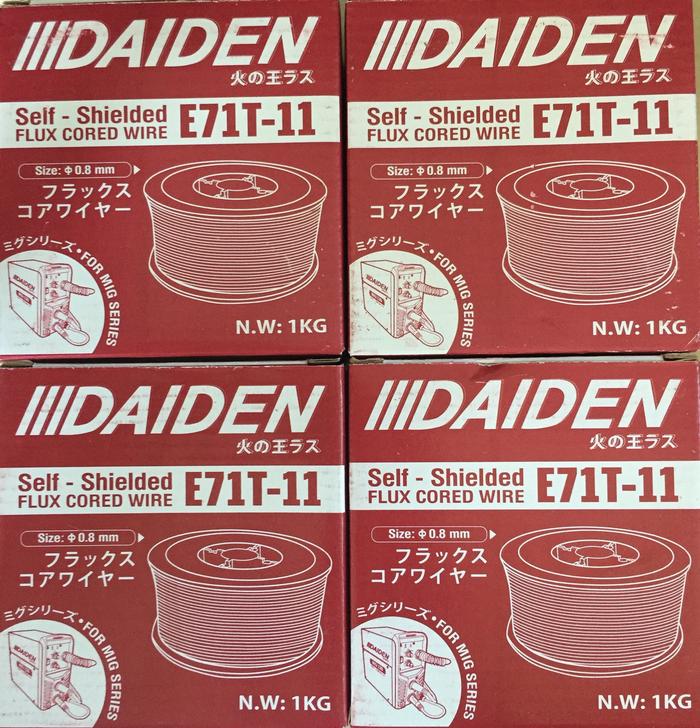 DAIDEN
火の王ラス
Self - Shielded
FLUX CORED WIRE
E71T-11
Size: Φ 0.8 mm
フラックス
コアワイヤー
ミグシリーズ・FOR MIG SERIES
DAIDEN
N.W: 1KG
DAIDEN
火の王ラス
Self - Shielded
FLUX CORED WIRE
E71T-11
Size: Φ 0.8 mm
フラックス
コアワイヤー
ミグシリーズ・FOR MIG SERIES
DAIDEN
N.W: 1KG
DAIDEN
火の王ラス
Self - Shielded
FLUX CORED WIRE
E71T-11
Size: Φ 0.8 mm
フラックス
コアワイヤー
ミグシリーズ・FOR MIG SERIES
DAIDEN
N.W: 1KG
DAIDEN
火の王ラス
Self - Shielded
FLUX CORED WIRE
E71T-11
Size: Φ 0.8 mm
フラックス
コアワイヤー
ミグシリーズ・FOR MIG SERIES
DAIDEN
N.W: 1KG